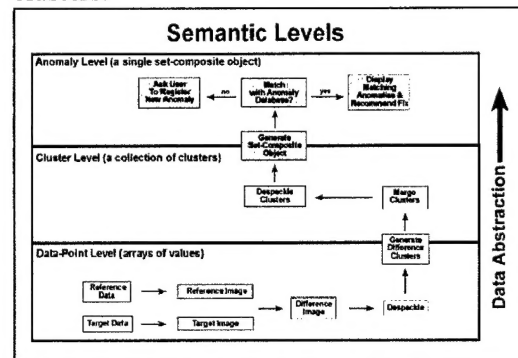 Semantic Levels
Anomaly Level (a single set-composite object)
Ask User
To Register
New Anomaly
no
Match
with Anomaly
Database?
yes
Display
Matching
Anomalies &
Recommend Fix
Generate
Set-Composite
Object
Cluster Level (a collection of clusters)
Despeckle
Clusters
Merge
Clusters
Generate
Difference
Clusters
Data-Point Level (arrays of values)
Reference
Data
Reference Image
Difference
Image
Despeckle
Target Data
Target Image
Data Abstraction